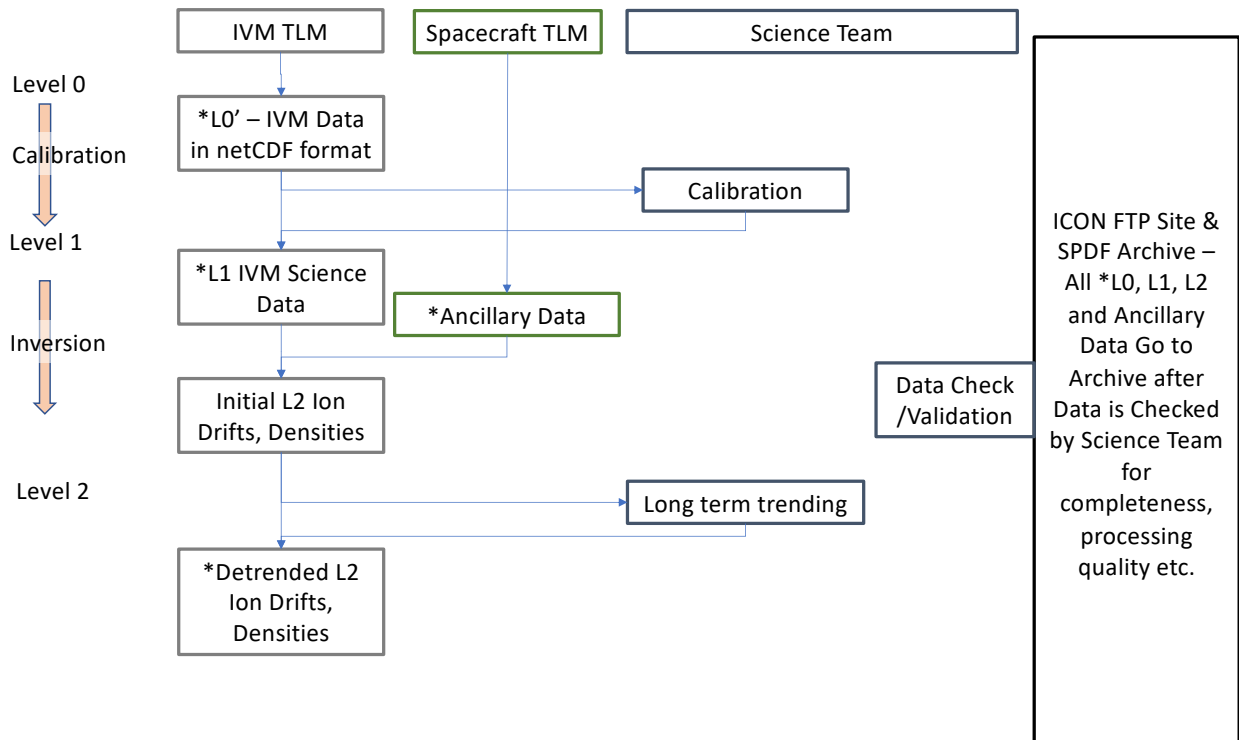 IVM TLM
Spacecraft TLM
Science Team
Level 0
*L0’ – IVM Data
in netCDF format
Calibration
Calibration
Level 1
*L1 IVM Science
Data
*Ancillary Data
Inversion
Initial L2 Ion
Drifts, Densities
Data Check
/Validation
Level 2
Long term trending
*Detrended L2
Ion Drifts,
Densities
ICON FTP Site &
SPDF Archive –
All *L0, L1, L2
and Ancillary
Data Go to
Archive after
Data is Checked
by Science Team
for
completeness,
processing
quality etc.